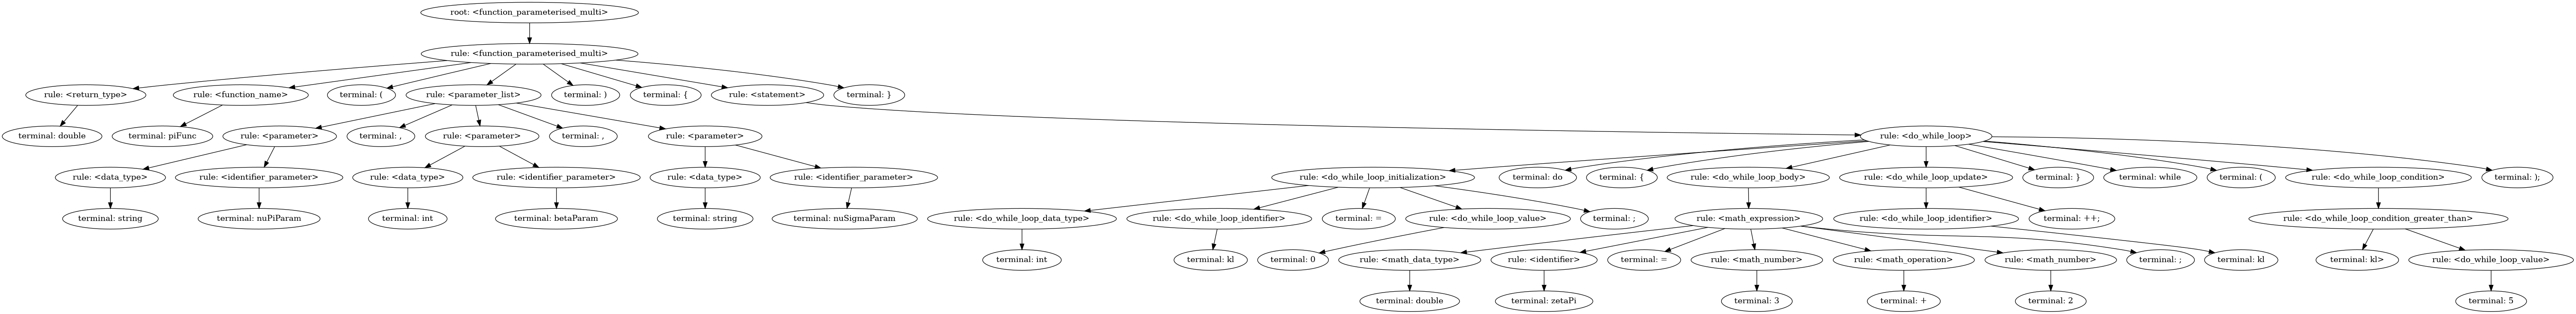 root: <function_parameterised_multi>
rule: <function_parameterised_multi>
rule: <return_type>
rule: <function_name>
terminal: (
rule: <parameter_list>
terminal: )
terminal: {
rule: <statement>
terminal: }
terminal: double
terminal: piFunc
rule: <parameter>
terminal: ,
rule: <parameter>
terminal: ,
rule: <parameter>
rule: <do_while_loop>
rule: <data_type>
rule: <identifier_parameter>
rule: <data_type>
rule: <identifier_parameter>
rule: <data_type>
rule: <identifier_parameter>
rule: <do_while_loop_initialization>
terminal: do
terminal: {
rule: <do_while_loop_body>
rule: <do_while_loop_update>
terminal: }
terminal: while
terminal: (
rule: <do_while_loop_condition>
terminal: );
terminal: string
terminal: nuPiParam
terminal: int
terminal: betaParam
terminal: string
terminal: nuSigmaParam
rule: <do_while_loop_data_type>
rule: <do_while_loop_identifier>
terminal: =
rule: <do_while_loop_value>
terminal: ;
rule: <math_expression>
rule: <do_while_loop_identifier>
terminal: ++;
rule: <do_while_loop_condition_greater_than>
terminal: int
terminal: kl
terminal: 0
rule: <math_data_type>
rule: <identifier>
terminal: =
rule: <math_number>
rule: <math_operation>
rule: <math_number>
terminal: ;
terminal: kl
terminal: kl>
rule: <do_while_loop_value>
terminal: double
terminal: zetaPi
terminal: 3
terminal: +
terminal: 2
terminal: 5